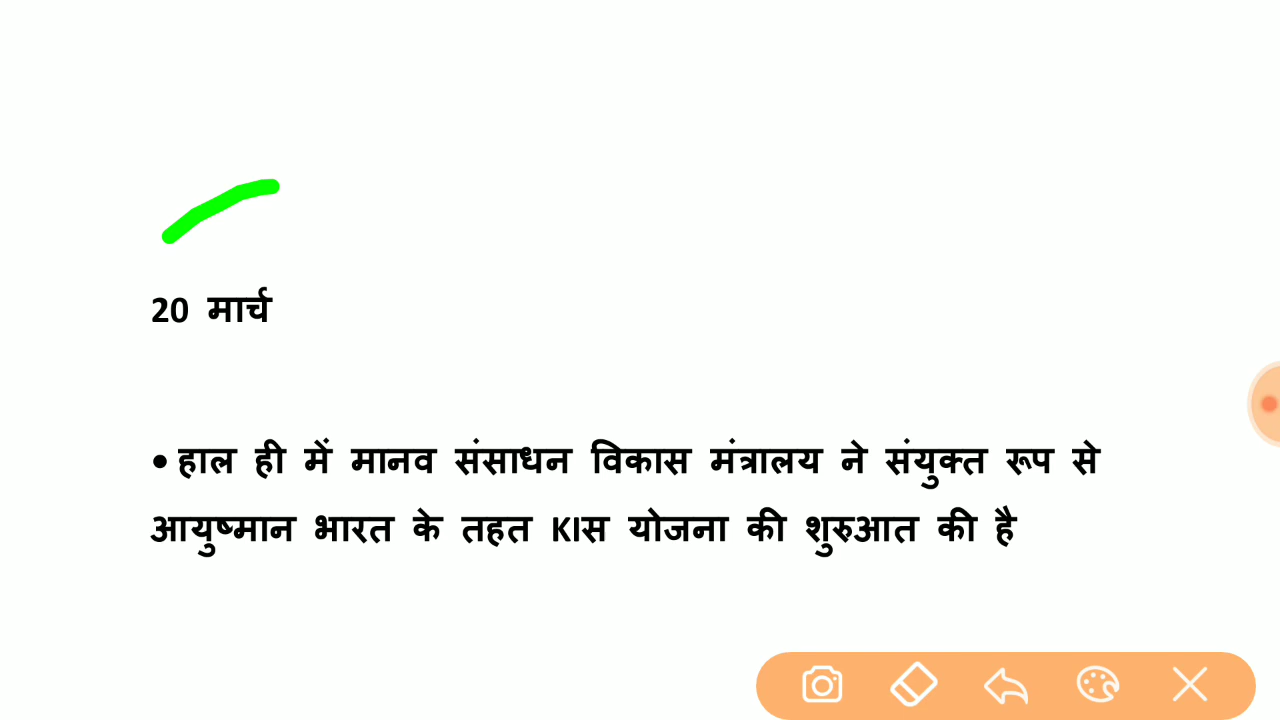 20 मार्च
• हाल ही में मानव संसाधन विकास मंत्रालय ने संयुक्त रूप से
आयुष्मान भारत के तहत KIस योजना की शुरुआत की है